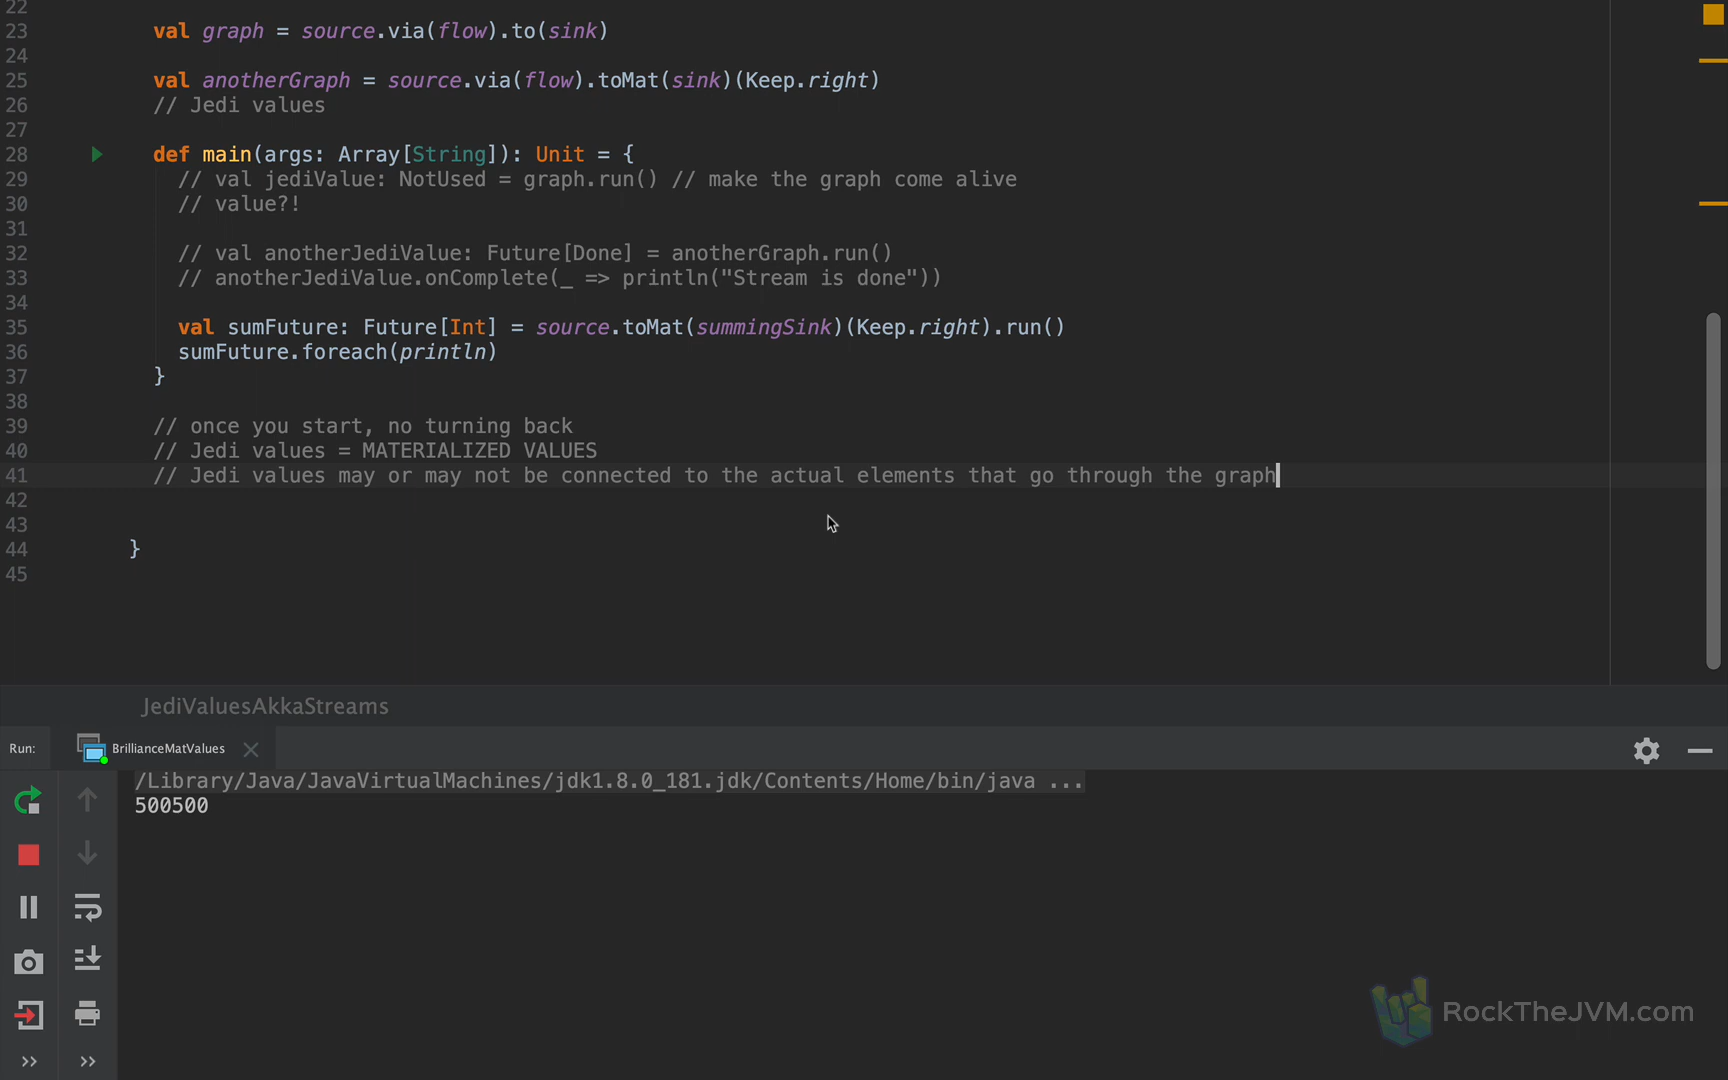 22
23 val graph = source.via(flow).to(sink)
24
25 val anotherGraph = source.via(flow).toMat(sink)(Keep.right)
26 // Jedi values
27
28 def main(args: Array[String]): Unit = {
29 // val jediValue: NotUsed = graph.run() // make the graph come alive
30 // value?!
31
32 // val anotherJediValue: Future[Done] = anotherGraph.run()
33 // anotherJediValue.onComplete(_ => println("Stream is done"))
34
35 val sumFuture: Future[Int] = source.toMat(summingSink)(Keep.right).run()
36 sumFuture.foreach(println)
37 }
38
39 // once you start, no turning back
40 // Jedi values = MATERIALIZED VALUES
41 // Jedi values may or may not be connected to the actual elements that go through the graph
42
43
44 }
45
JediValuesAkkaStreams
Run: BrillianceMatValues
/Library/Java/JavaVirtualMachines/jdk1.8.0_181.jdk/Contents/Home/bin/java ...
500500
RockTheJVM.com